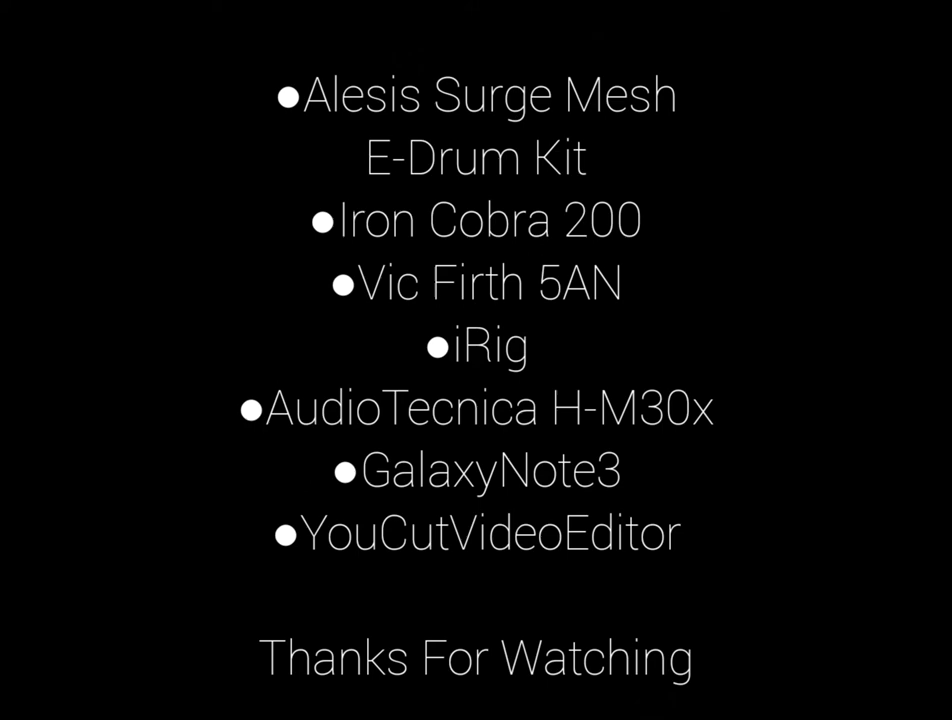 ●Alesis Surge Mesh
E-Drum Kit
●Iron Cobra 200
●Vic Firth 5AN
●iRig
●AudioTecnica H-M30x
●GalaxyNote3
●YouCutVideoEditor
Thanks For Watching